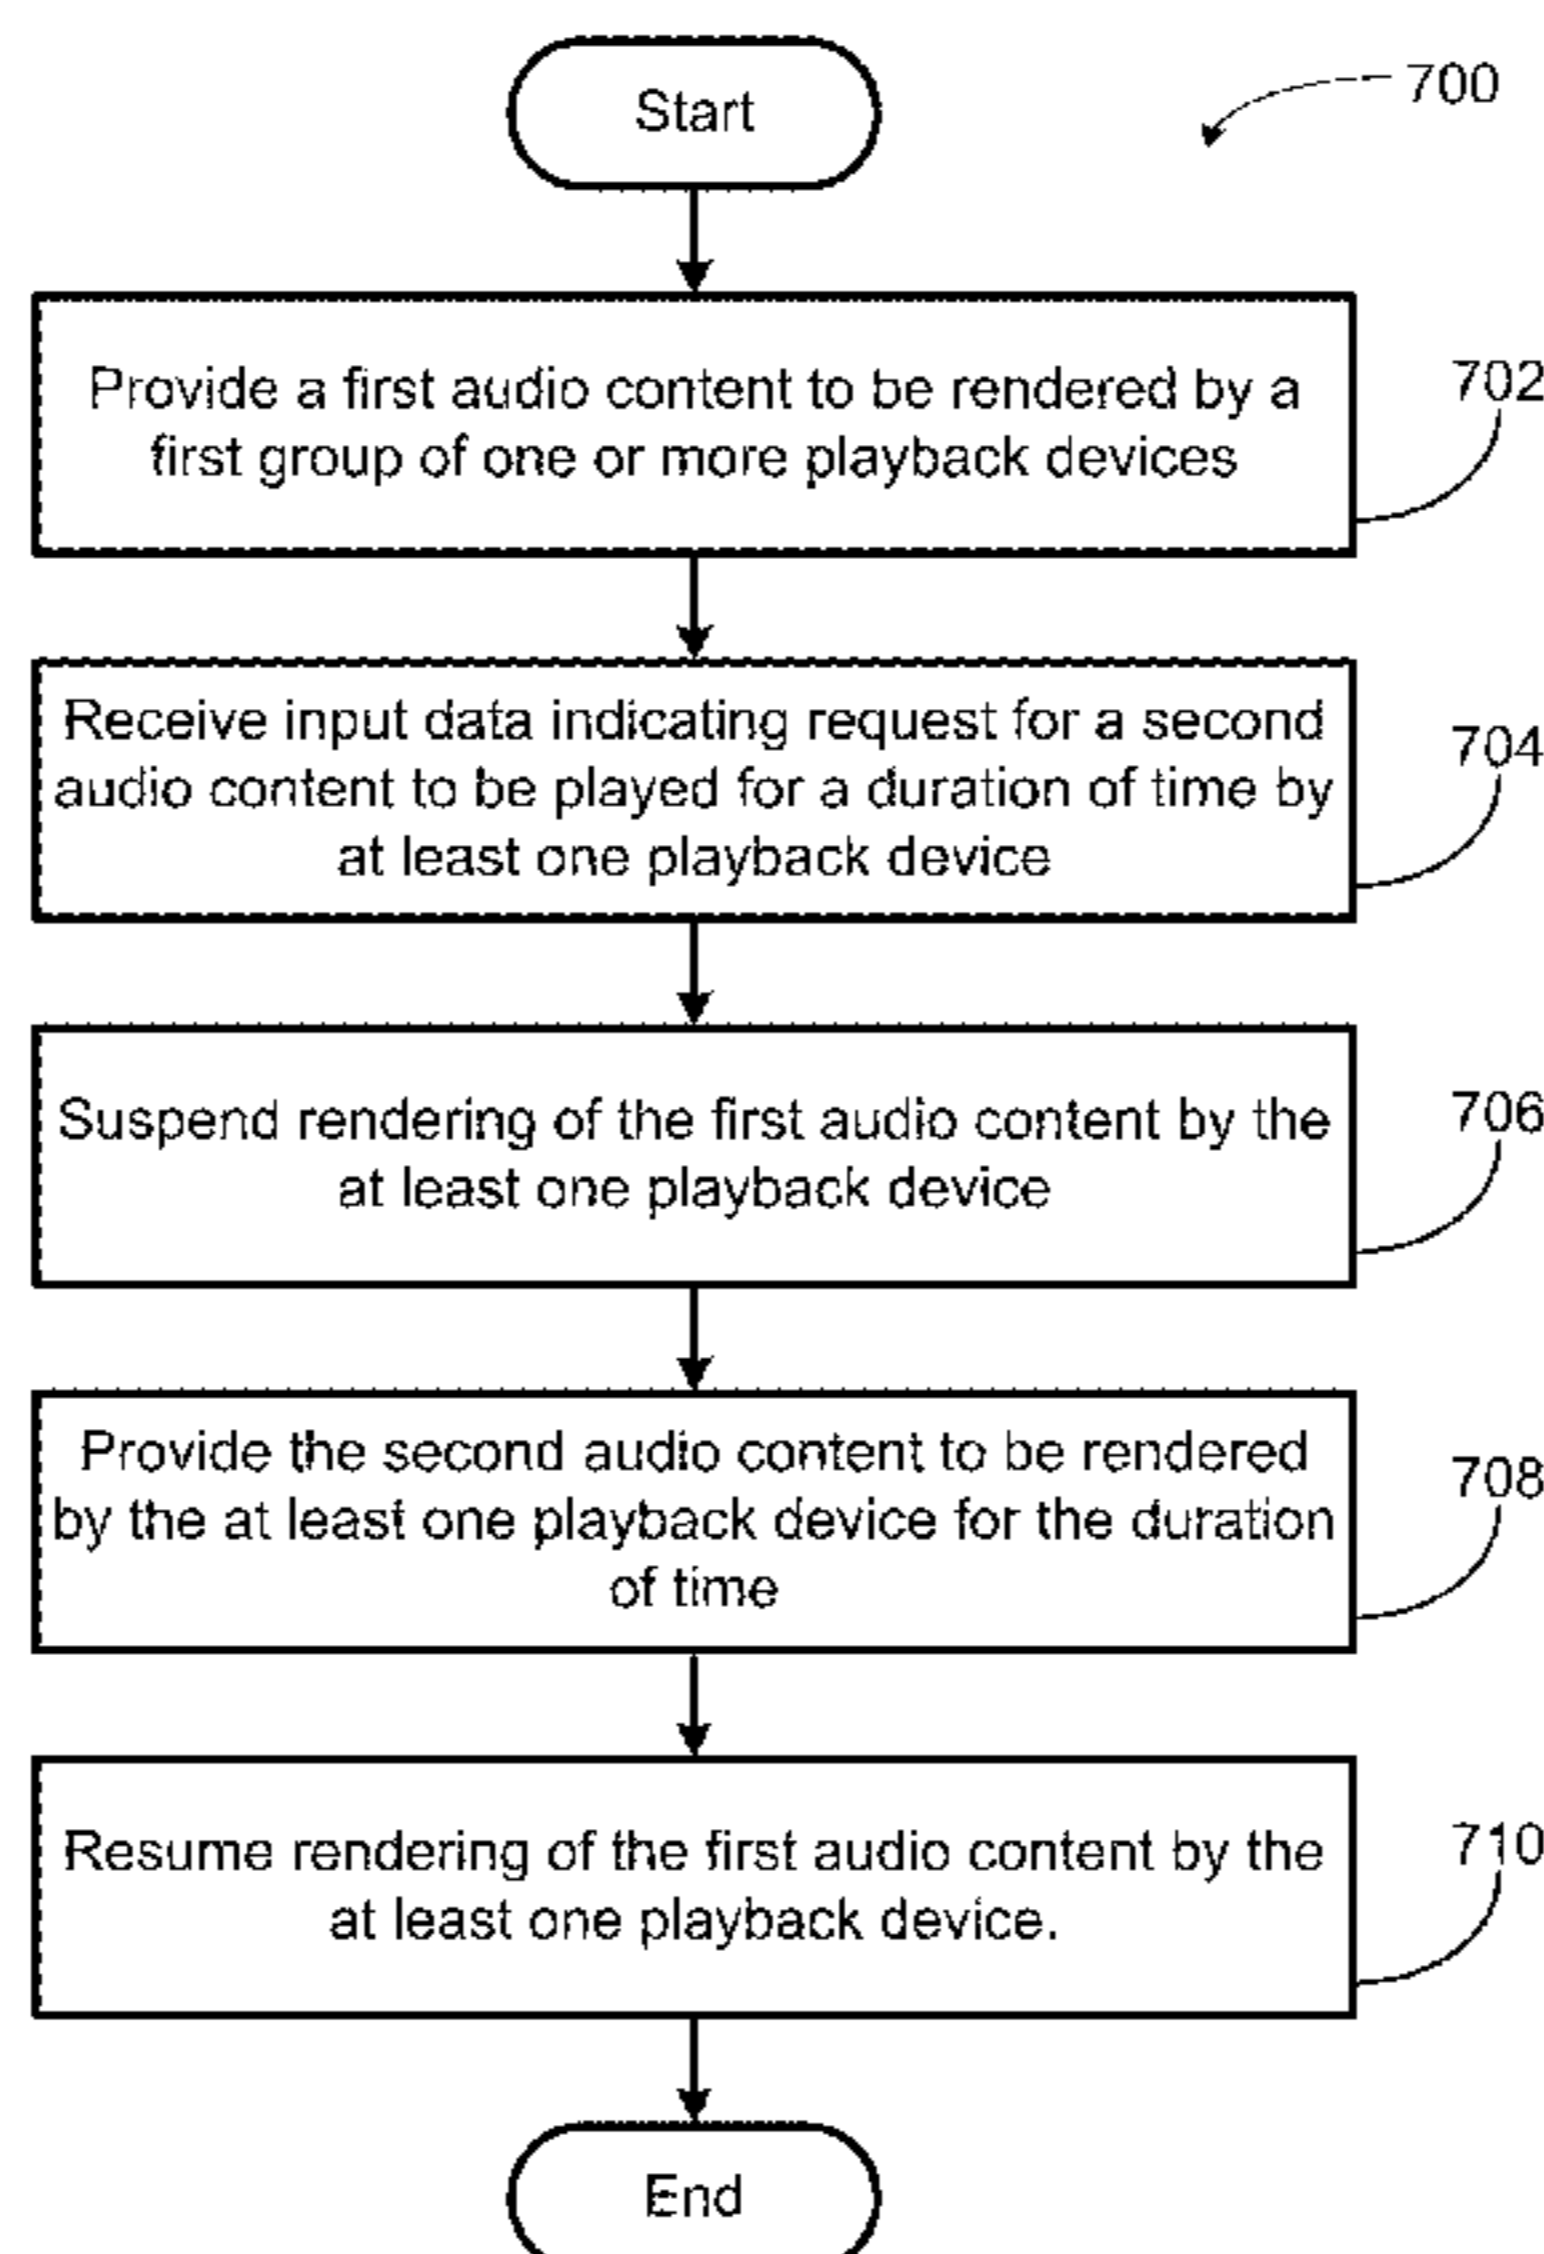 Start
700
Provide a first audio content to be rendered by a
first group of one or more playback devices
702
Receive input data indicating request for a second
audio content to be played for a duration of time by
at least one playback device
704
Suspend rendering of the first audio content by the
at least one playback device
706
Provide the second audio content to be rendered
by the at least one playback device for the duration
of time
708
Resume rendering of the first audio content by the
at least one playback device.
710
End